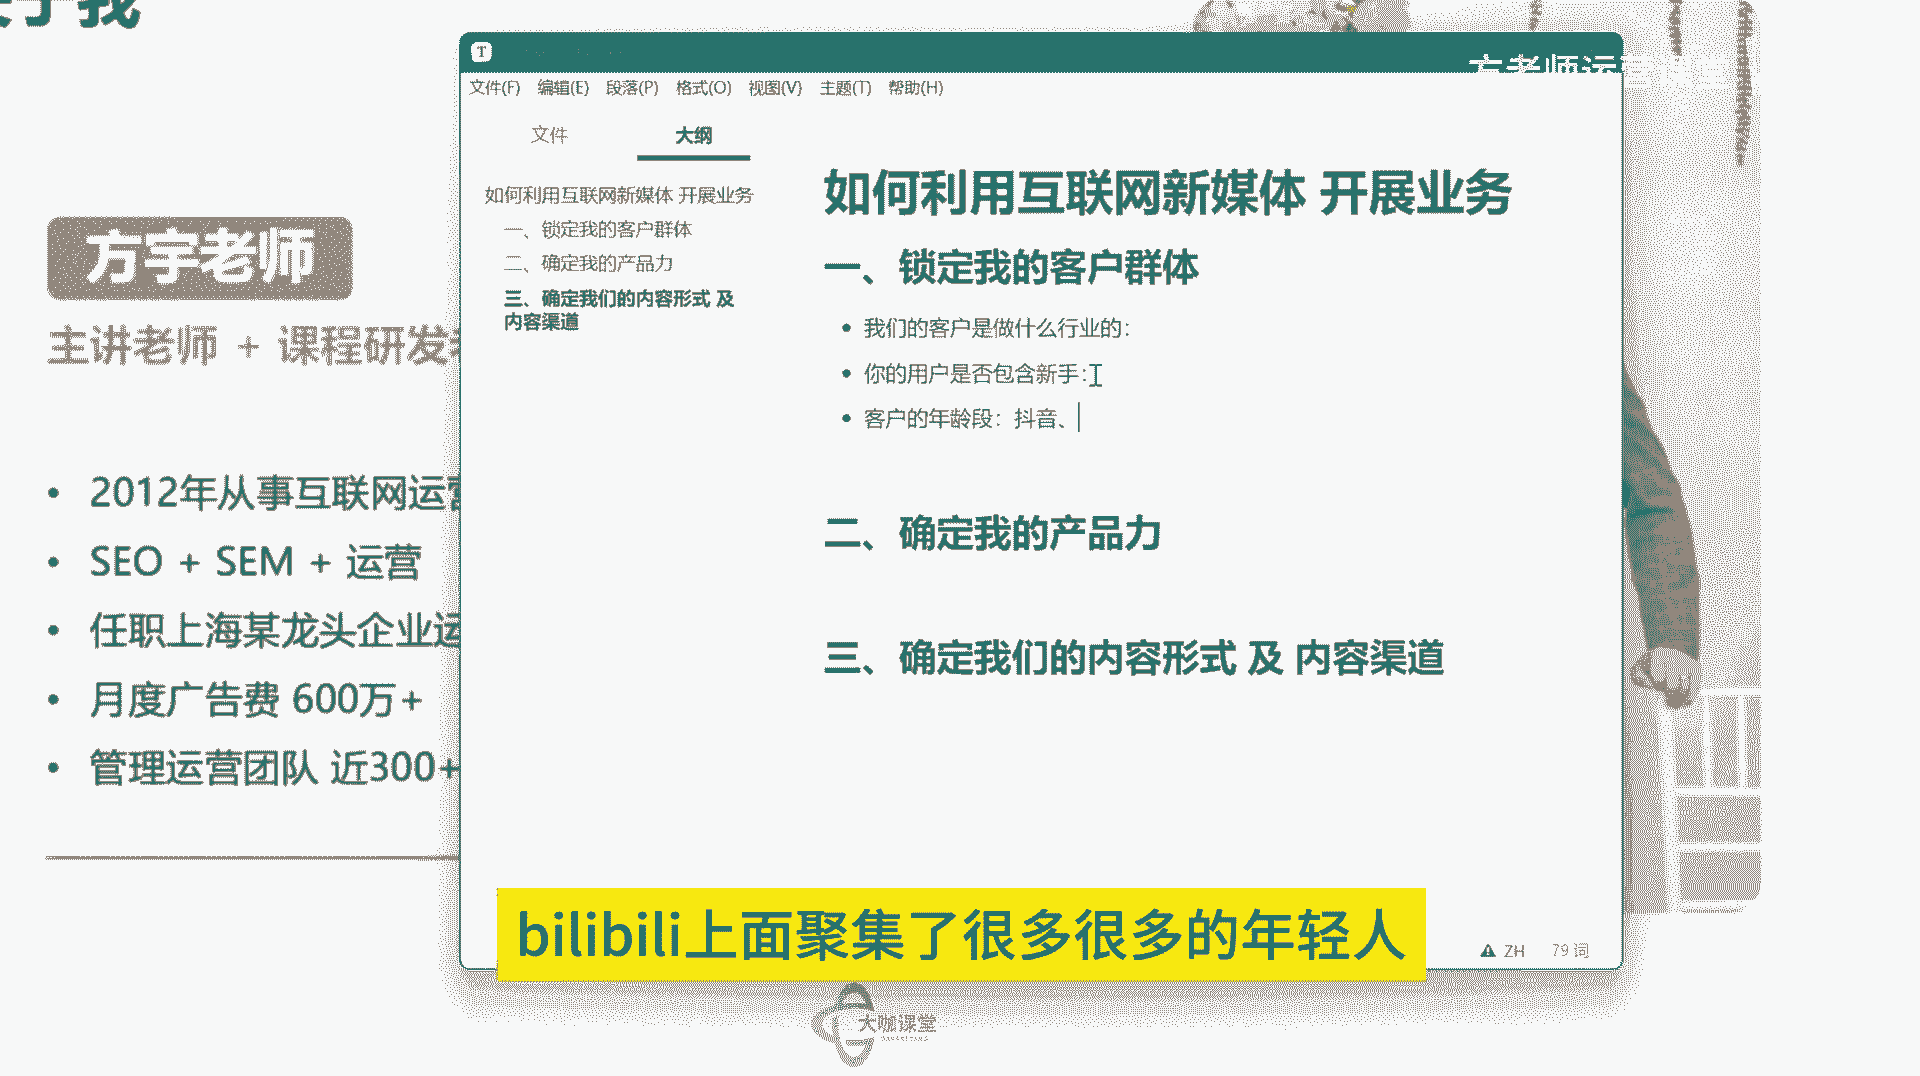 方宇老师
主讲老师 + 课程研发
2012年从事互联网运营
SEO + SEM + 运营
任职上海某龙头企业运
月度广告费 600万+
管理运营团队 近300+
T
文件(F) 编辑(E) 段落(P) 格式(O) 视图(V) 主题(T) 帮助(H)
文件 大纲
如何利用互联网新媒体 开展业务
一、锁定我的客户群体
二、确定我的产品力
三、确定我们的内容形式 及
内容渠道
如何利用互联网新媒体 开展业务
一、锁定我的客户群体
我们的客户是做什么行业的：
你的用户是否包含新手：
客户的年龄段：抖音、
二、确定我的产品力
三、确定我们的内容形式 及 内容渠道
bilibili上面聚集了很多很多的年轻人
ZH 79 词
方老师运营
大咖课堂